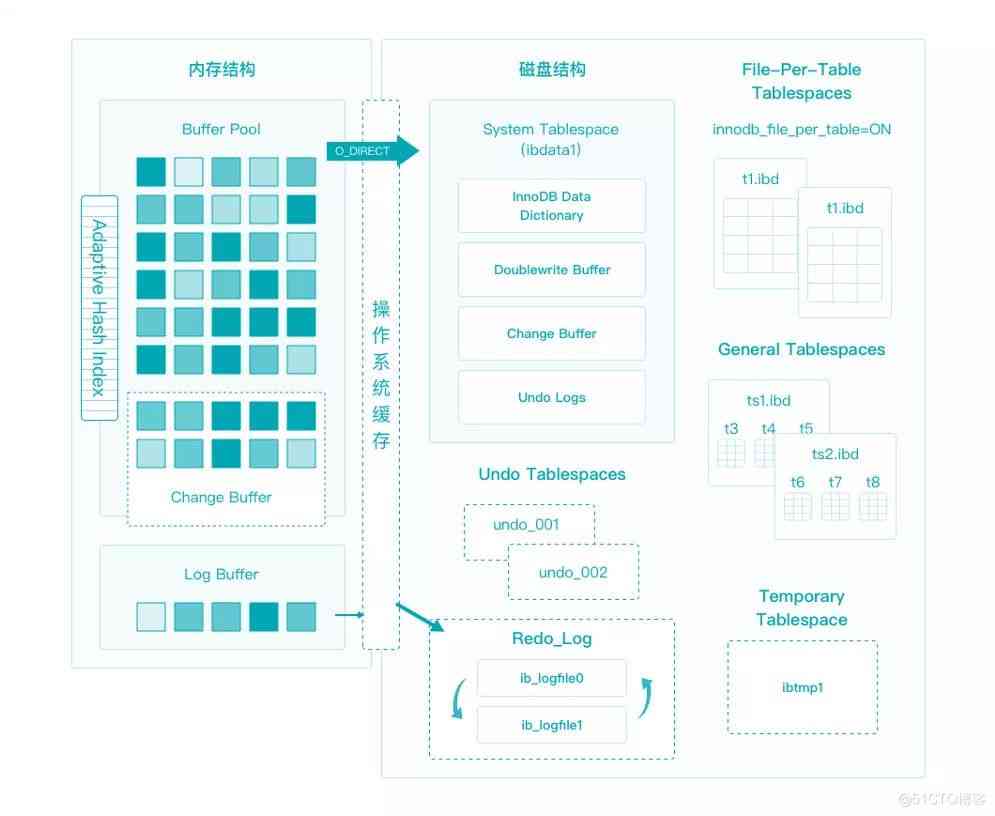 内存结构
Buffer Pool
Adaptive Hash Index
Change Buffer
Log Buffer
O_DIRECT
操作系统缓存
磁盘结构
System Tablespace
(ibdata1)
InnoDB Data
Dictionary
Doublewrite Buffer
Change Buffer
Undo Logs
Undo Tablespaces
undo_001
undo_002
Redo_Log
ib_logfile0
ib_logfile1
File-Per-Table
Tablespaces
innodb_file_per_table=ON
t1.ibd
t1.ibd
General Tablespaces
ts1.ibd
t3 t4 t5
ts2.ibd
t6 t7 t8
Temporary
Tablespace
ibtmp1
@51CTO博客